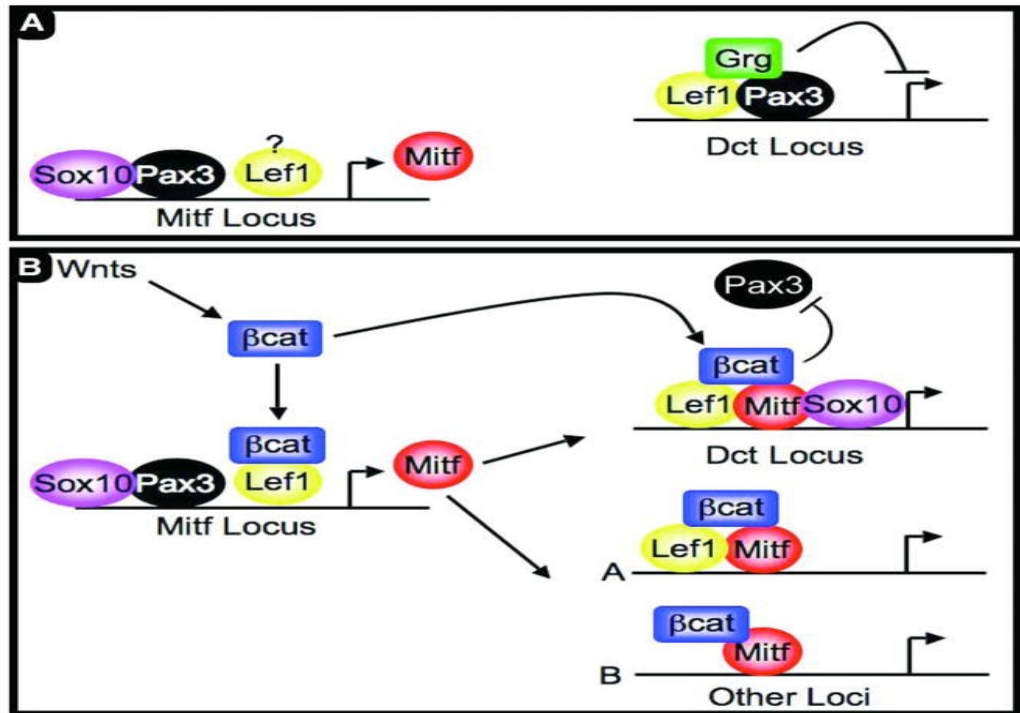 A
Grg
Lef1 Pax3
Dct Locus
?
Sox10 Pax3 Lef1 Mitf
Mitf Locus
B
Wnts
βcat
Pax3
βcat
Lef1 Mitf Sox10
Dct Locus
βcat
Sox10 Pax3 Lef1 Mitf
Mitf Locus
βcat
A Lef1 Mitf
βcat
B Mitf
Other Loci